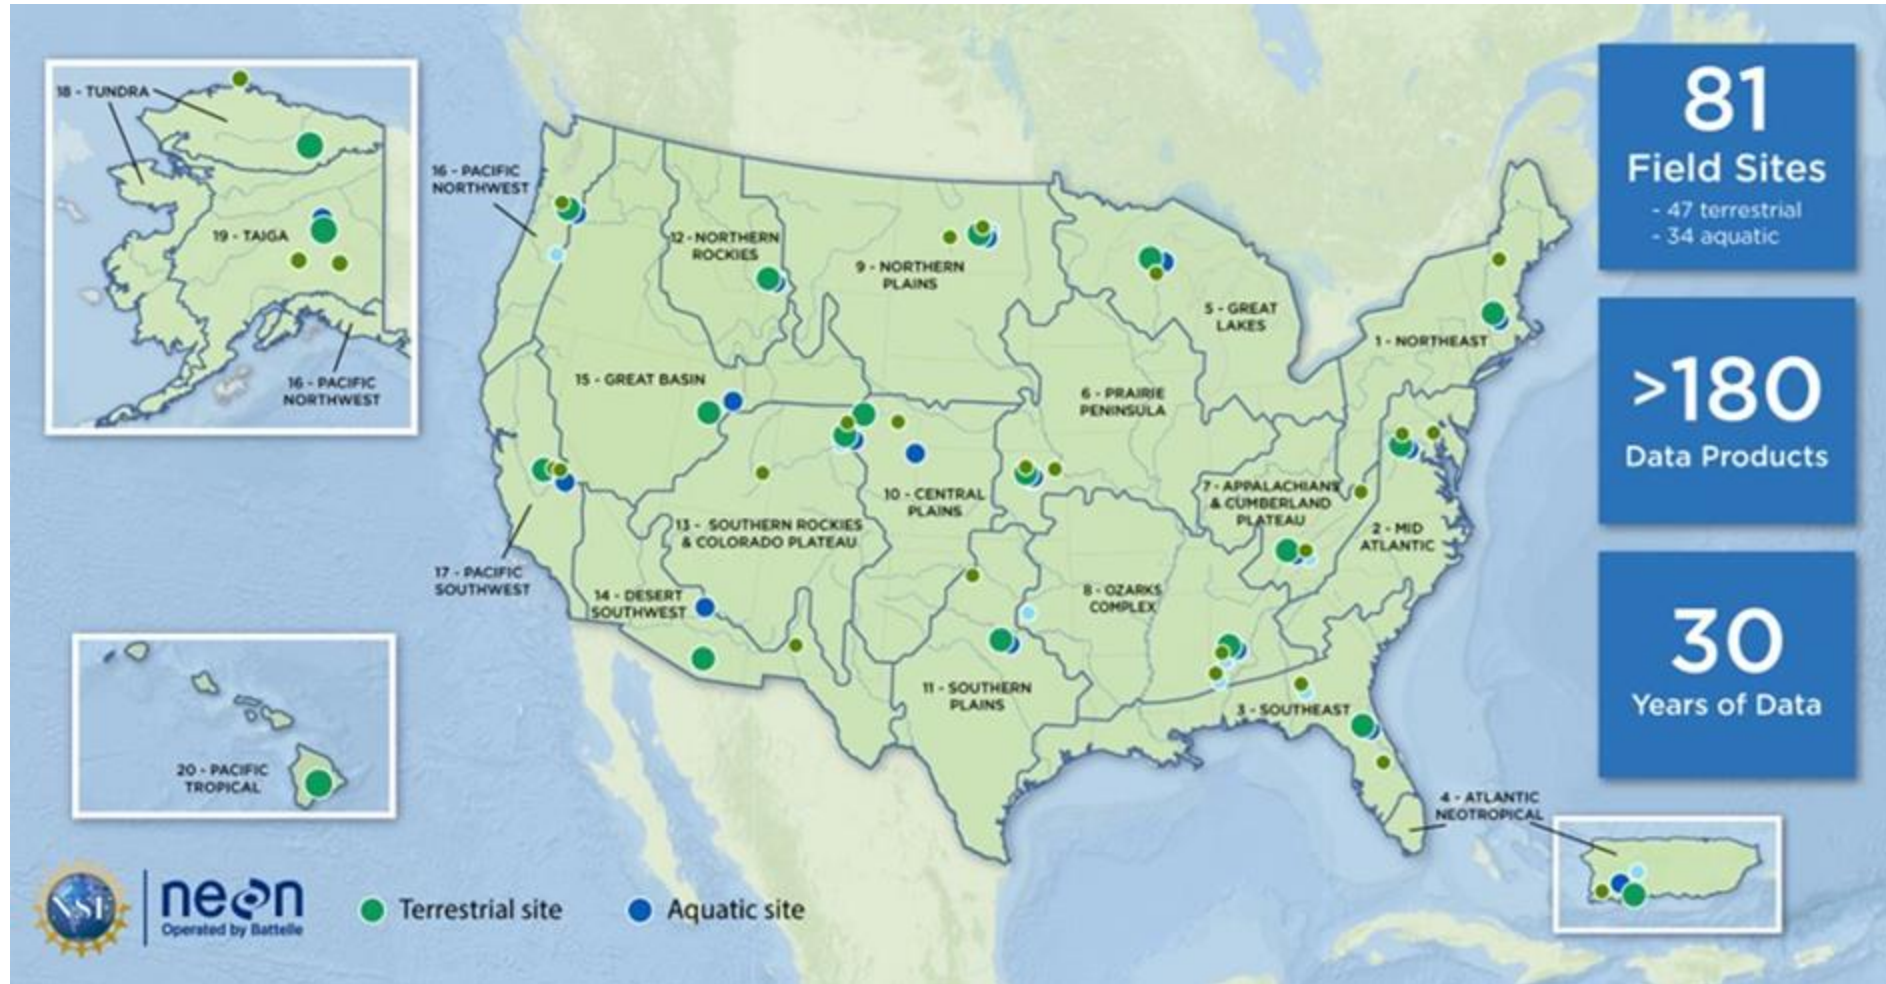 18 - TUNDRA
19 - TAIGA
16 - PACIFIC
NORTHWEST
16 - PACIFIC
NORTHWEST
12 - NORTHERN
ROCKIES
9 - NORTHERN
PLAINS
5 - GREAT
LAKES
1 - NORTHEAST
15 - GREAT BASIN
6 - PRAIRIE
PENINSULA
10 - CENTRAL
PLAINS
7 - APPALACHIANS
& CUMBERLAND
PLATEAU
2 - MID
ATLANTIC
13 - SOUTHERN ROCKIES
& COLORADO PLATEAU
17 - PACIFIC
SOUTHWEST
14 - DESERT
SOUTHWEST
8 - OZARKS
COMPLEX
11 - SOUTHERN
PLAINS
3 - SOUTHEAST
20 - PACIFIC
TROPICAL
4 - ATLANTIC
NEOTROPICAL
81
Field Sites
- 47 terrestrial
- 34 aquatic
>180
Data Products
30
Years of Data
NSF
neon
Operated by Battelle
Terrestrial site
Aquatic site